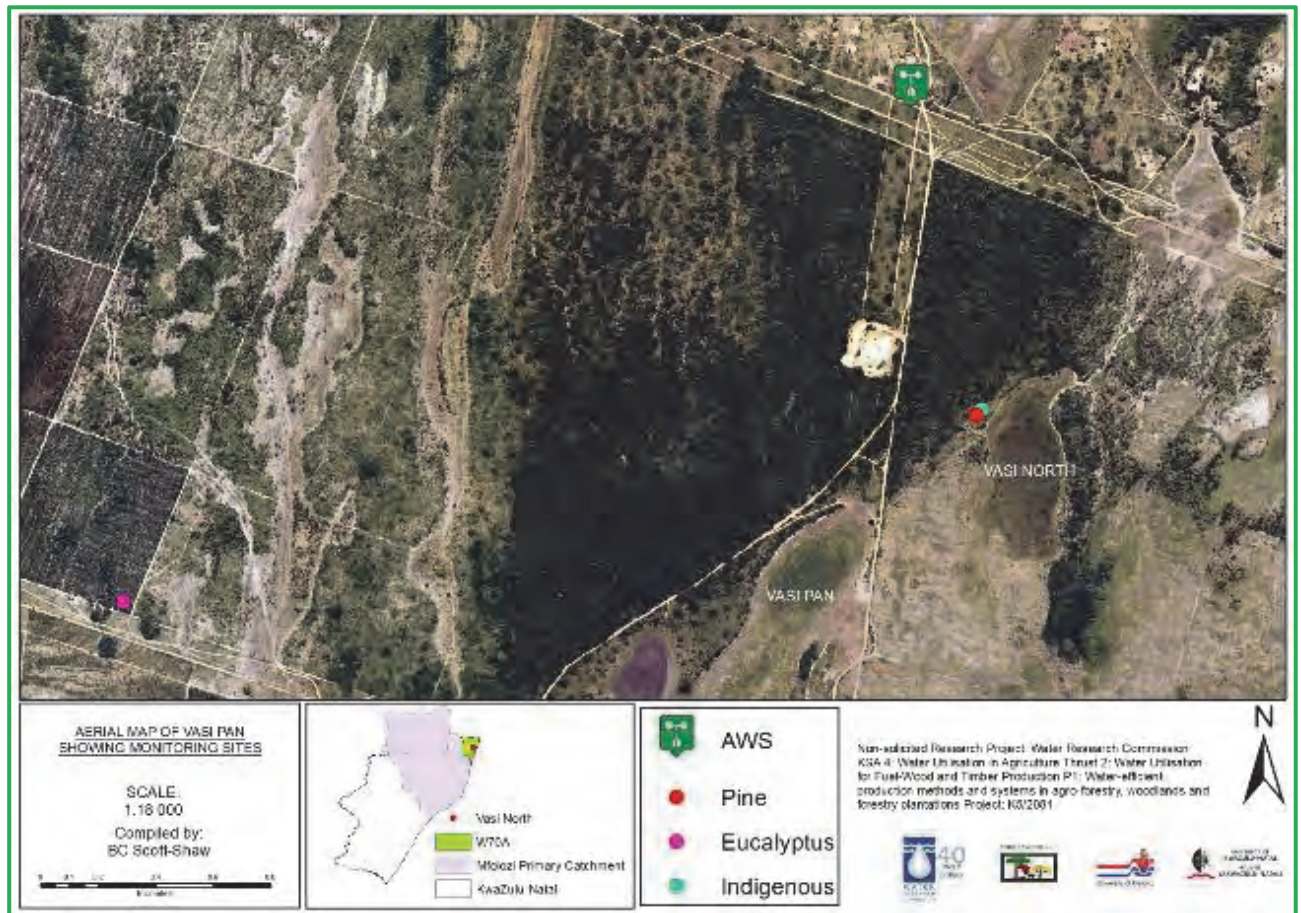 VASI NORTH
VASI PAN
AERIAL MAP OF VASI PAN
SHOWING MONITORING SITES
SCALE:
1:18 000
Compiled by:
BC Scott-Shaw
Vasi North
W70A
Mfolozi Primary Catchment
KwaZulu Natal
AWS
Pine
Eucalyptus
Indigenous
Non-solicited Research Project: Water Research Commission
KSA 4: Water Utilisation in Agriculture Thrust 2: Water Utilisation
for Fuel-Wood and Timber Production P1: Water-efficient
production methods and systems in agro-forestry, woodlands and
forestry plantations Project: K5/2081
N
WATER
40